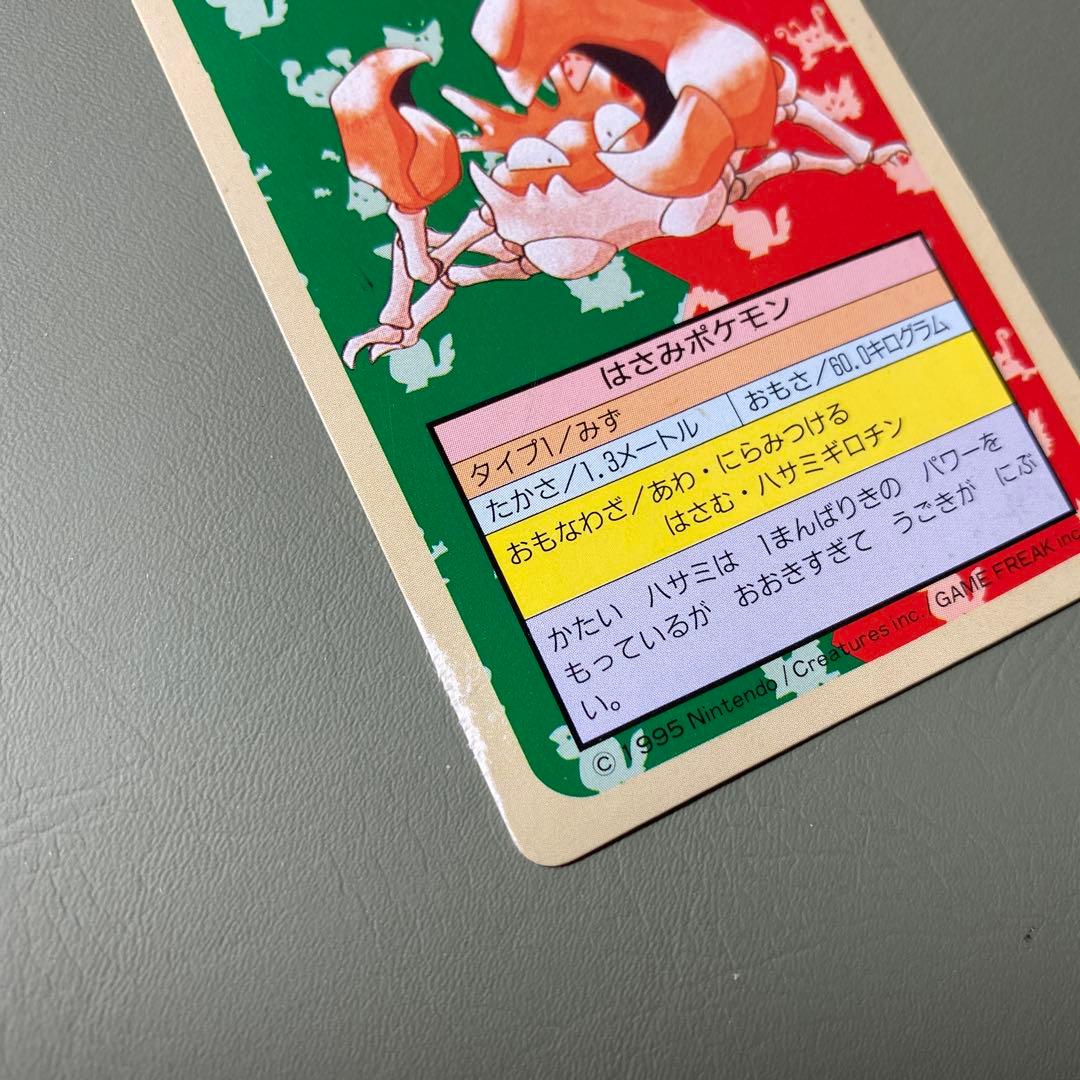 はさみポケモン
タイプ1/みず
たかさ/1.3メートル おもさ/60.0キログラム
おもなわざ/あわ・にらみつける
はさむ・ハサミギロチン
かたい ハサミは 1まんばりきの パワーを
もっているが おおきすぎて うごきが にぶ
い。
© 1995 Nintendo/Creatures inc./GAME FREAK inc.